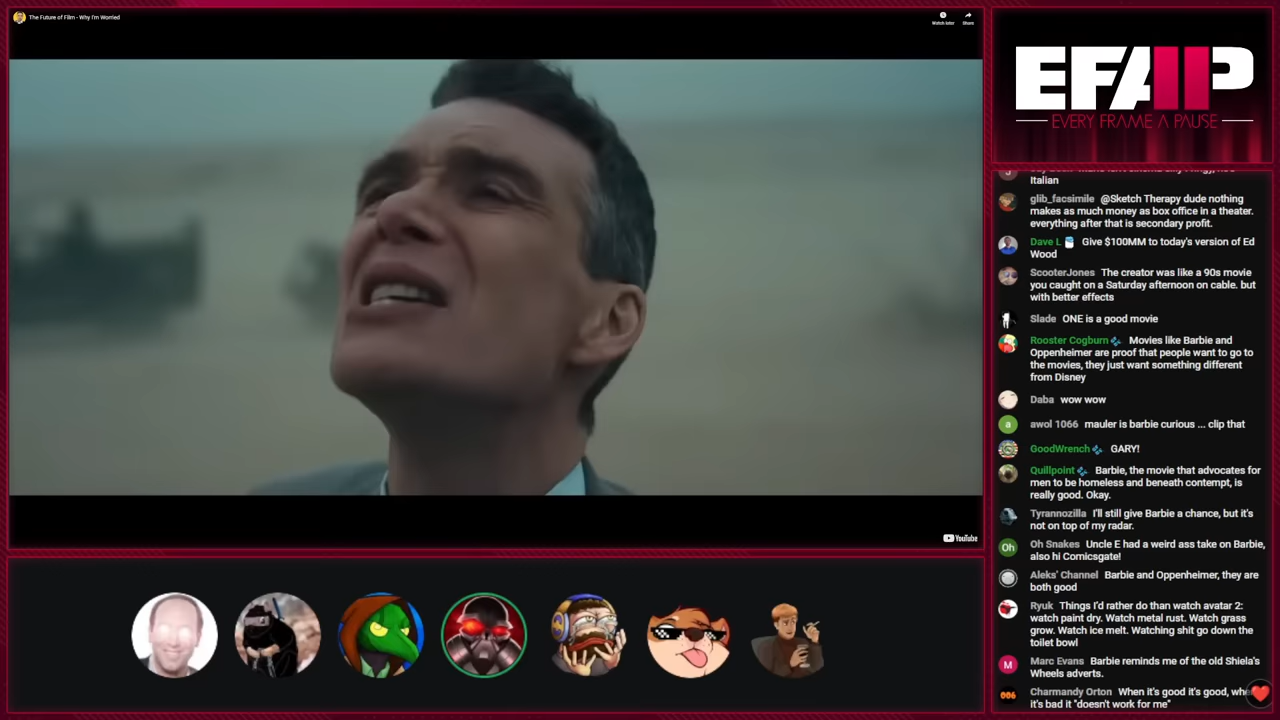 The Future of Film - Why I'm Worried
Watch later
Share
YouTube
EFAP
EVERY FRAME A PAUSE
Italian
glib_facsimile @Sketch Therapy dude nothing
makes as much money as box office in a theater.
everything after that is secondary profit.
Dave L Give $100MM to today's version of Ed
Wood
ScooterJones The creator was like a 90s movie
you caught on a Saturday afternoon on cable. but
with better effects
Slade ONE is a good movie
Rooster Cogburn Movies like Barbie and
Oppenheimer are proof that people want to go to
the movies, they just want something different
from Disney
Daba wow wow
a
awol 1066 mauler is barbie curious ... clip that
GoodWrench GARY!
Quillpoint Barbie, the movie that advocates for
men to be homeless and beneath contempt, is
really good. Okay.
Tyrannozilla I'll still give Barbie a chance, but it's
not on top of my radar.
Oh
Oh Snakes Uncle E had a weird ass take on Barbie,
also hi Comicsgate!
Aleks' Channel Barbie and Oppenheimer, they are
both good
Ryuk Things I'd rather do than watch avatar 2:
watch paint dry. Watch metal rust. Watch grass
grow. Watch ice melt. Watching shit go down the
toilet bowl
M
Marc Evans Barbie reminds me of the old Shiela's
Wheels adverts.
006
Charmandy Orton When it's good it's good,
it's bad it "doesn't work for me"